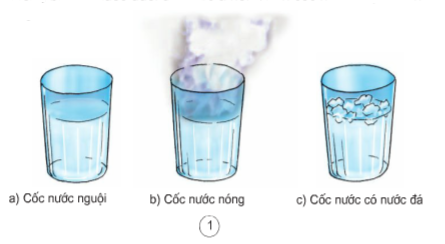 a) Cốc nước nguội
b) Cốc nước nóng
c) Cốc nước có nước đá
1